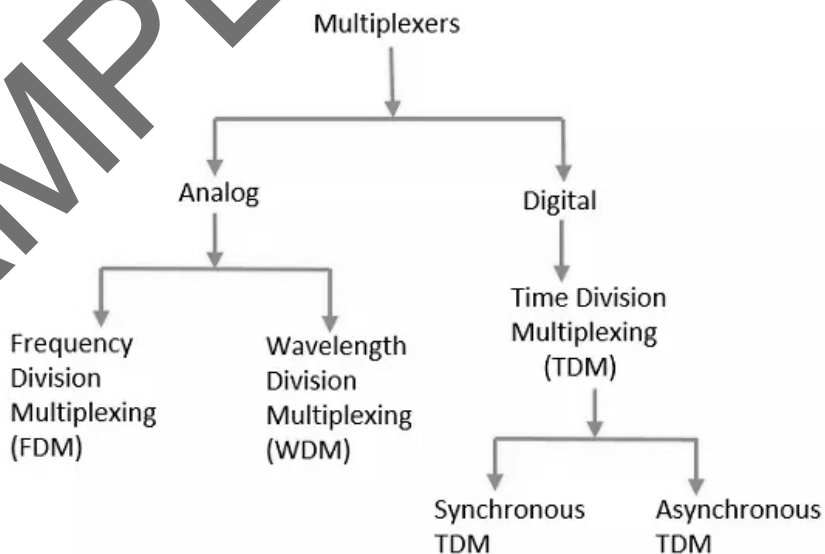 Multiplexers
Analog
Digital
Frequency
Division
Multiplexing
(FDM)
Wavelength
Division
Multiplexing
(WDM)
Time Division
Multiplexing
(TDM)
Synchronous
TDM
Asynchronous
TDM